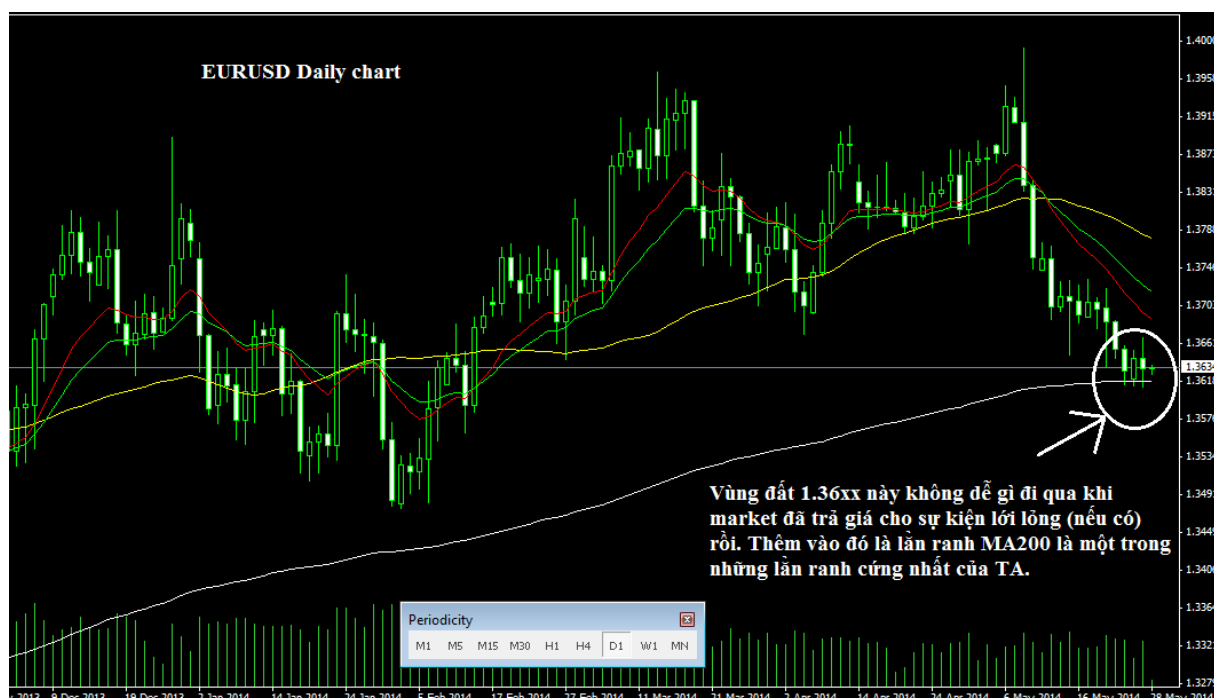 EURUSD Daily chart
1.4000
1.3958
1.3915
1.3873
1.3831
1.3788
1.3746
1.3703
1.3661
1.3634
1.3618
1.3576
1.3534
1.3491
1.3449
1.3406
1.3364
1.3321
1.3279
Vùng đất 1.36xx này không dễ gì đi qua khi
market đã trả giá cho sự kiện lới lỏng (nếu có)
rồi. Thêm vào đó là lằn ranh MA200 là một trong
những lằn ranh cứng nhất của TA.
Periodicity
M1 M5 M15 M30 H1 H4 D1 W1 MN
2013 9 Dec 2013 19 Dec 2013 2 Jan 2014 14 Jan 2014 24 Jan 2014 5 Feb 2014 17 Feb 2014 27 Feb 2014 11 Mar 2014 21 Mar 2014 2 Apr 2014 14 Apr 2014 24 Apr 2014 6 May 2014 16 May 2014 28 May 2014